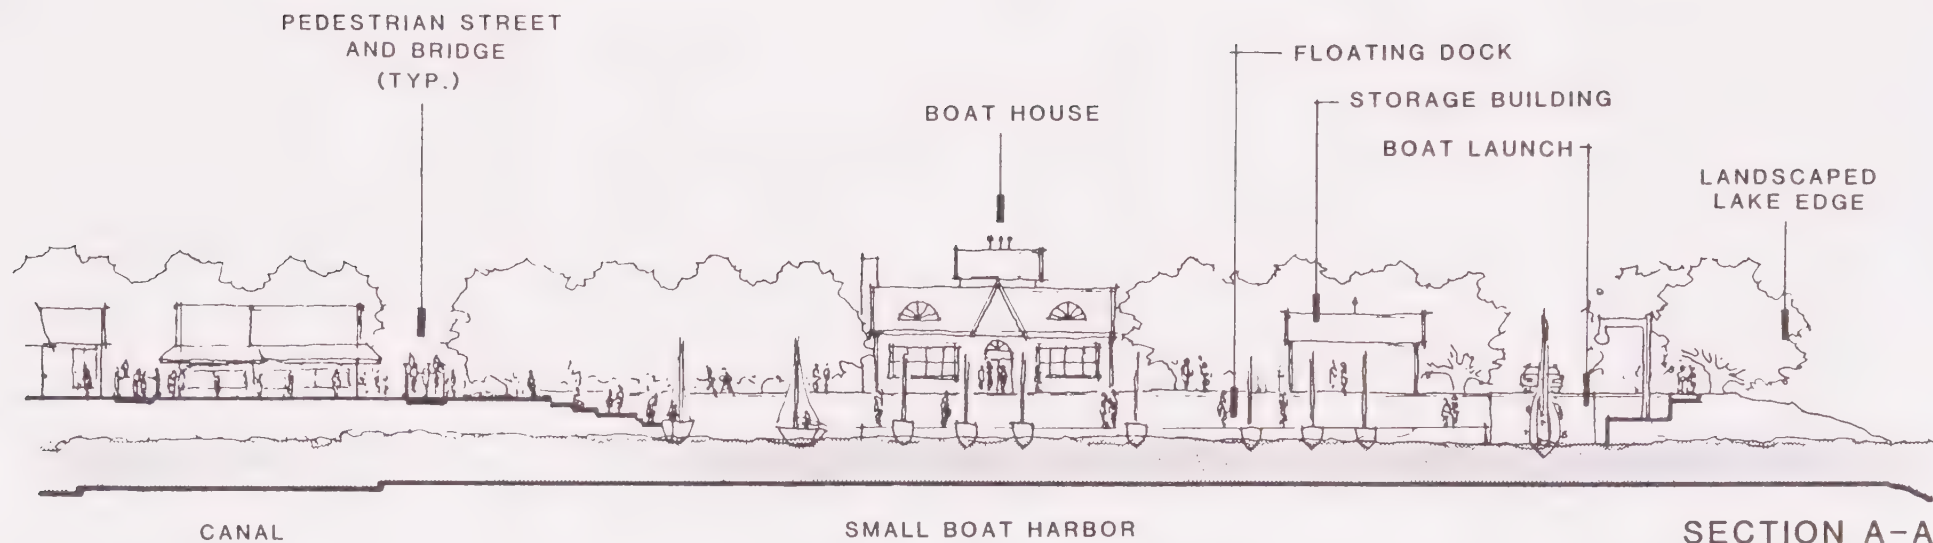 PEDESTRIAN STREET
AND BRIDGE
(TYP.)
BOAT HOUSE
FLOATING DOCK
STORAGE BUILDING
BOAT LAUNCH
LANDSCAPED
LAKE EDGE
CANAL
SMALL BOAT HARBOR
SECTION A-A